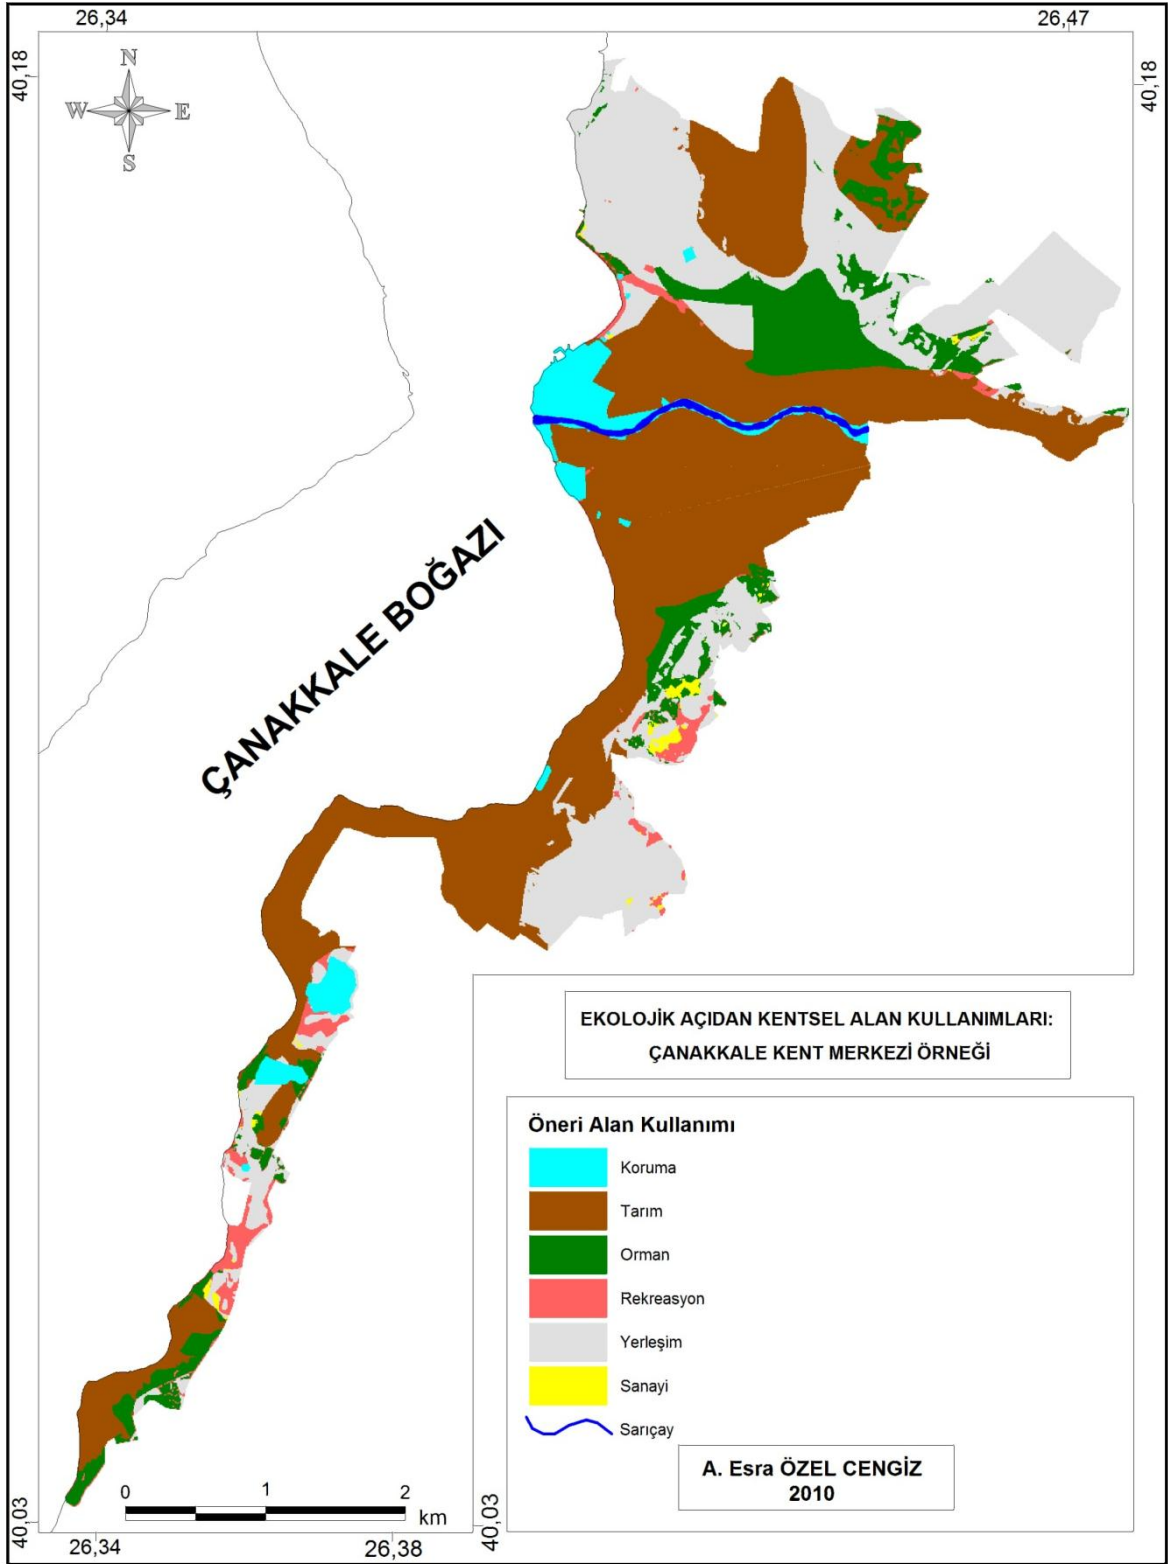 26,34
26,47
40,18
40,18
N
W
E
S
ÇANAKKALE BOĞAZI
EKOLOJİK AÇIDAN KENTSEL ALAN KULLANIMLARI:
ÇANAKKALE KENT MERKEZİ ÖRNEĞİ
Öneri Alan Kullanımı
Koruma
Tarım
Orman
Rekreasyon
Yerleşim
Sanayi
Sarıçay
A. Esra ÖZEL CENGİZ
2010
0
1
2
km
40,03
40,03
26,34
26,38